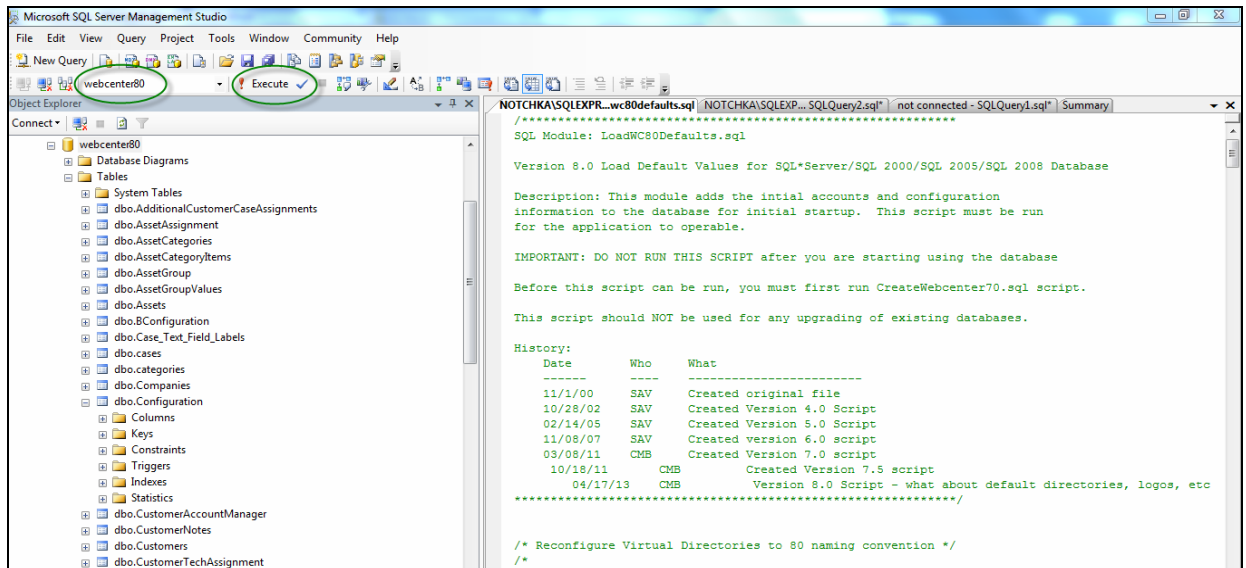 Microsoft SQL Server Management Studio
File Edit View Query Project Tools Window Community Help
New Query
webcenter80 Execute
Object Explorer
Connect
webcenter80
Database Diagrams
Tables
System Tables
dbo.AdditionalCustomerCaseAssignments
dbo.AssetAssignment
dbo.AssetCategories
dbo.AssetCategoryItems
dbo.AssetGroup
dbo.AssetGroupValues
dbo.Assets
dbo.BConfiguration
dbo.Case_Text_Field_Labels
dbo.cases
dbo.categories
dbo.Companies
dbo.Configuration
Columns
Keys
Constraints
Triggers
Indexes
Statistics
dbo.CustomerAccountManager
dbo.CustomerNotes
dbo.Customers
dbo.CustomerTechAssignment
NOTCHKA\SQLEXPR...wc80defaults.sql NOTCHKA\SQLEXP... SQLQuery2.sql* not connected - SQLQuery1.sql* Summary
/***********************************************************
SQL Module: LoadWC80Defaults.sql
Version 8.0 Load Default Values for SQL*Server/SQL 2000/SQL 2005/SQL 2008 Database
Description: This module adds the intial accounts and configuration
information to the database for initial startup. This script must be run
for the application to operable.
IMPORTANT: DO NOT RUN THIS SCRIPT after you are starting using the database
Before this script can be run, you must first run CreateWebcenter70.sql script.
This script should NOT be used for any upgrading of existing databases.
History:
Date Who What
------ ---- ------------------------
11/1/00 SAV Created original file
10/28/02 SAV Created Version 4.0 Script
02/14/05 SAV Created Version 5.0 Script
11/08/07 SAV Created version 6.0 script
03/08/11 CMB Created Version 7.0 script
10/18/11 CMB Created Version 7.5 script
04/17/13 CMB Version 8.0 Script - what about default directories, logos, etc
************************************************************/
/* Reconfigure Virtual Directories to 80 naming convention */
/*